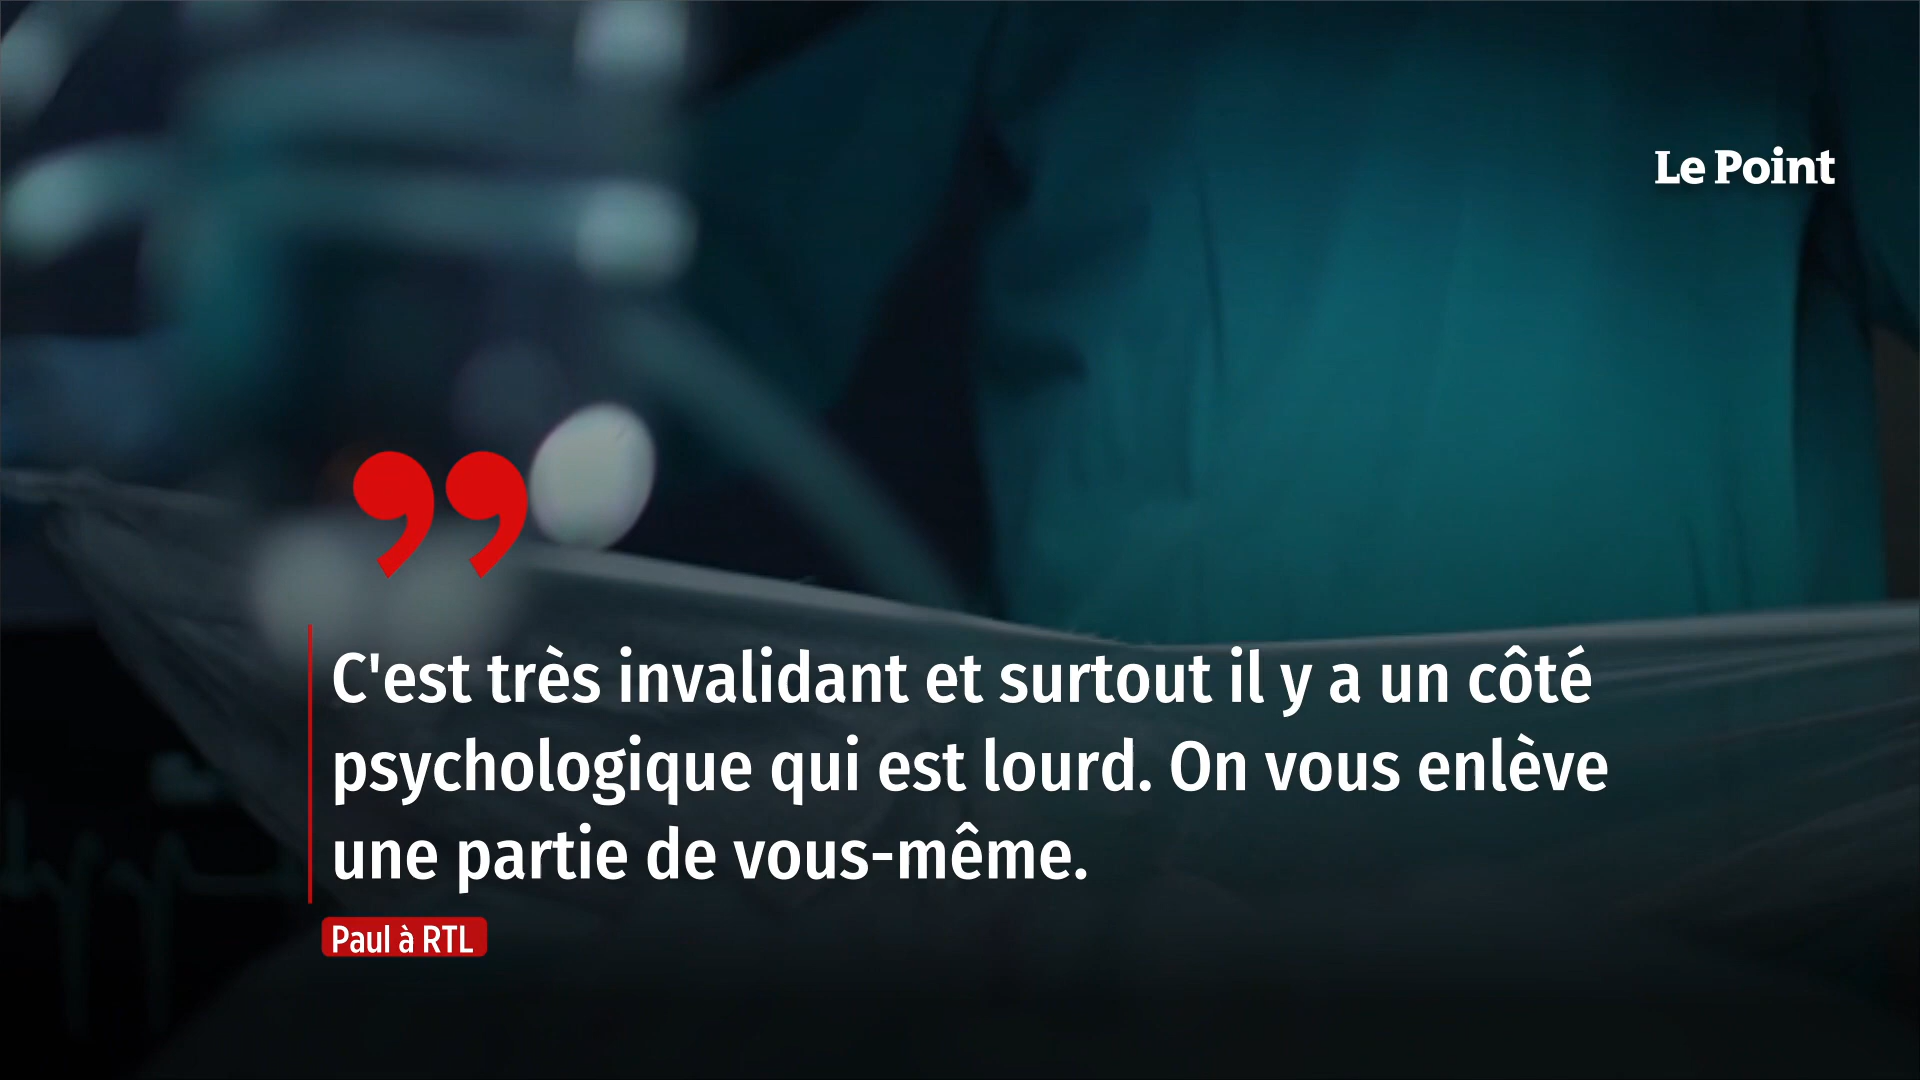 Le Point
C'est très invalidant et surtout il y a un côté
psychologique qui est lourd. On vous enlève
une partie de vous-même.
Paul à RTL